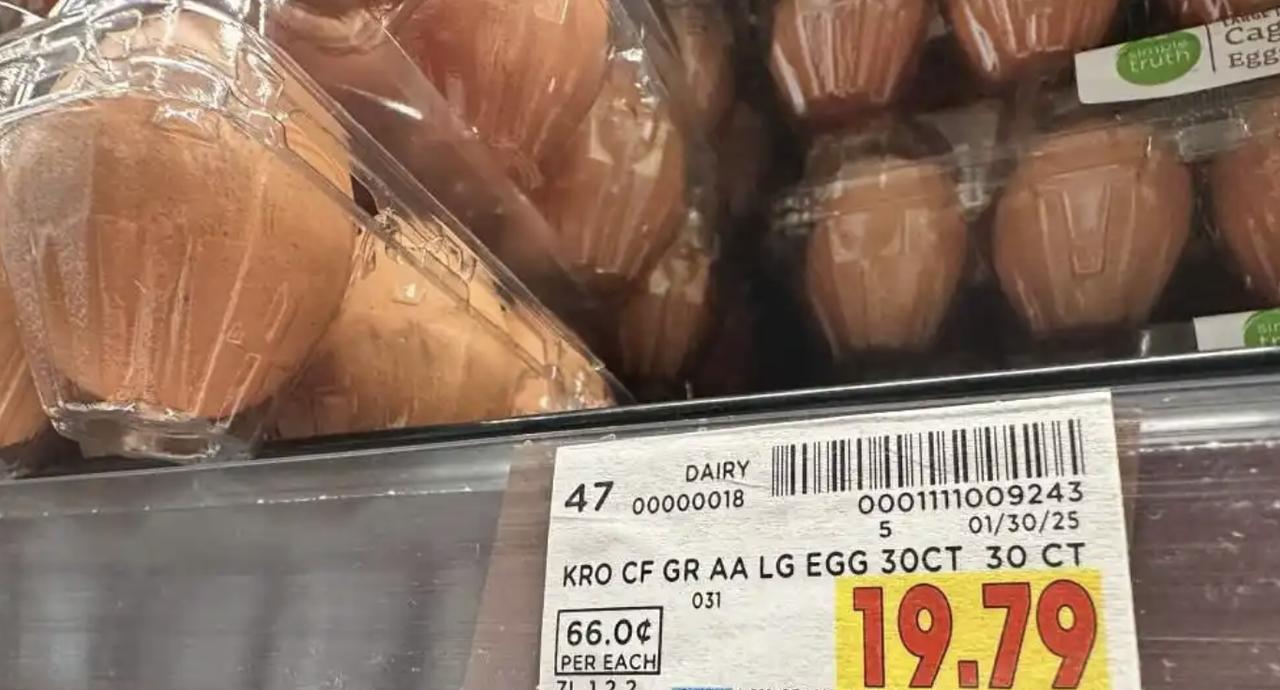 simple
truth
Cag
Egg
47
DAIRY
00000018
0001111009243
5 01/30/25
KRO CF GR AA LG EGG 30CT 30 CT
031
66.0¢
PER EACH
19.79